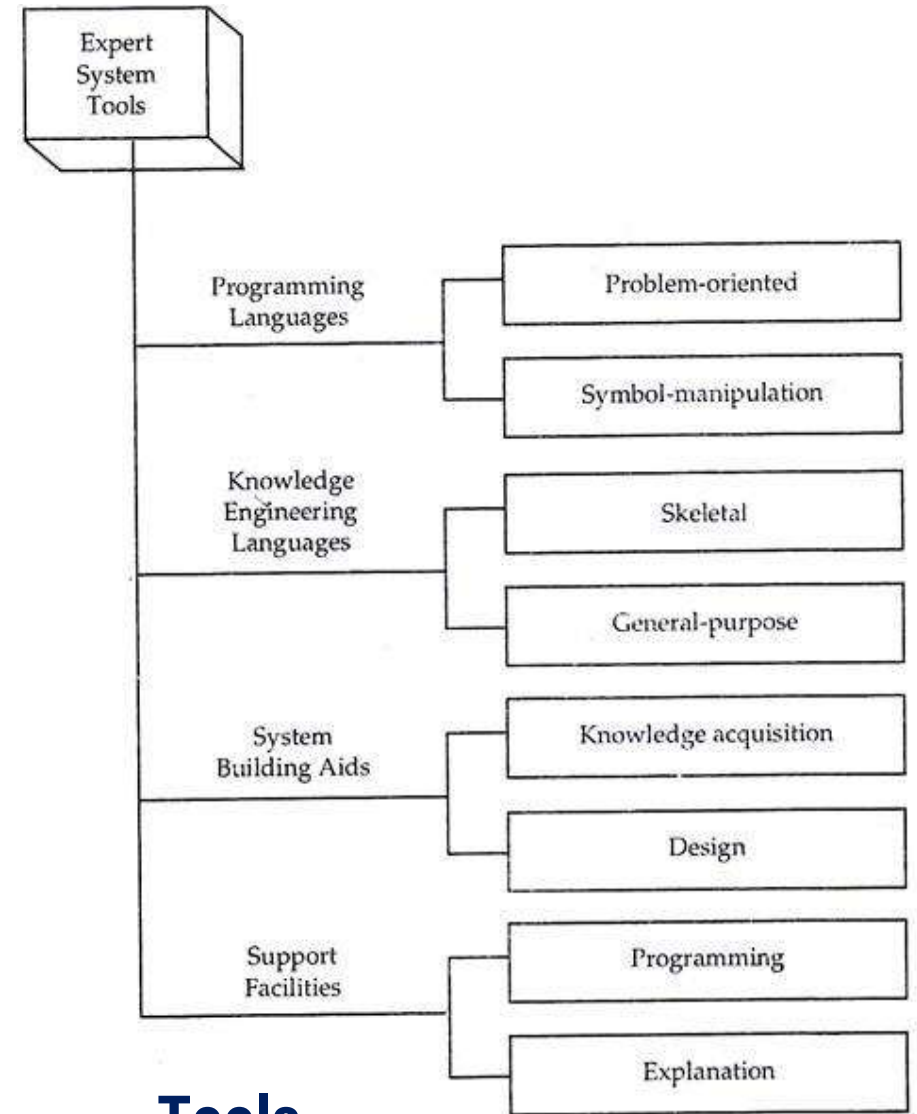 Expert
System
Tools
Programming
Languages
Problem-oriented
Symbol-manipulation
Knowledge
Engineering
Languages
Skeletal
General-purpose
System
Building Aids
Knowledge acquisition
Design
Support
Facilities
Programming
Explanation
Tools